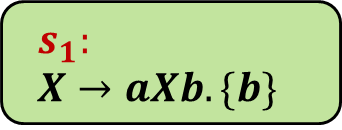 s₁:
X → aXb.{b}